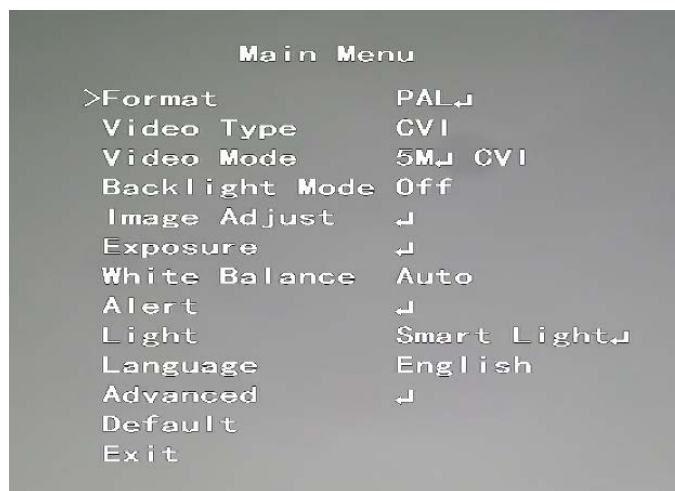 Main Menu
>Format PAL↵
Video Type CVI
Video Mode 5M↵ CVI
Backlight Mode Off
Image Adjust ↵
Exposure ↵
White Balance Auto
Alert ↵
Light Smart Light↵
Language English
Advanced ↵
Default
Exit